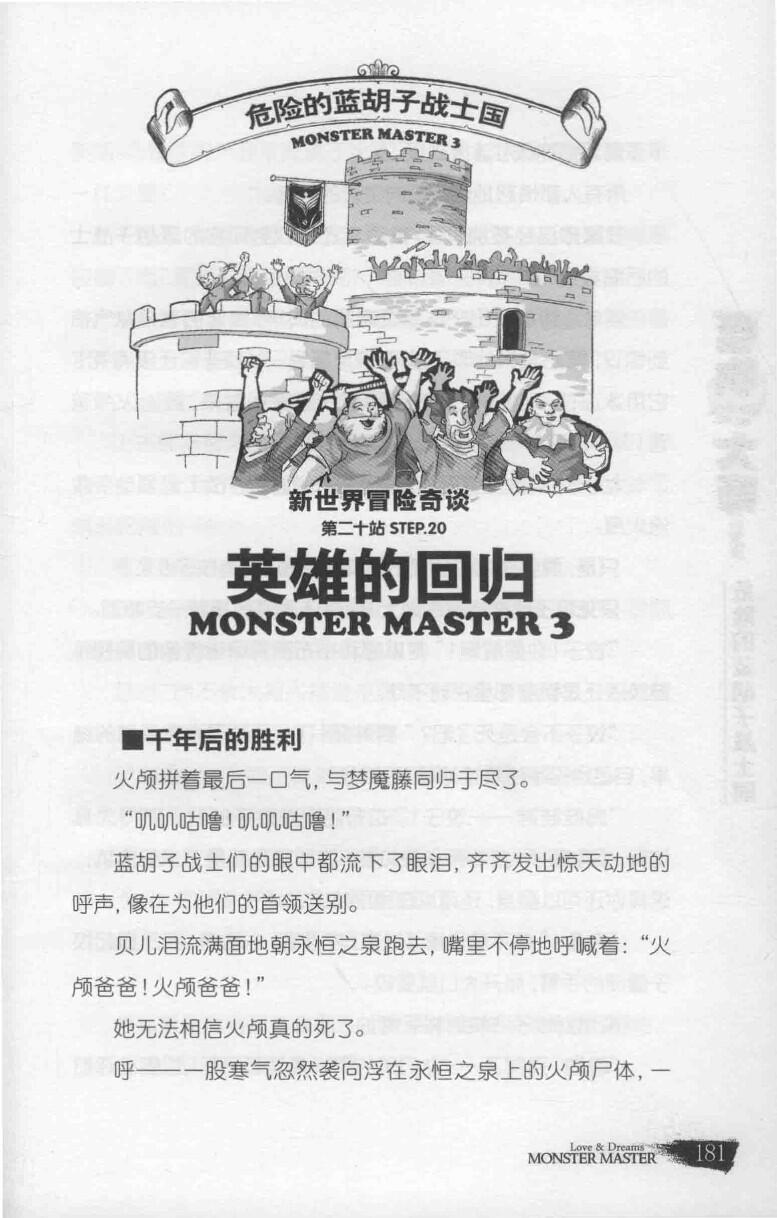 危险的蓝胡子战士国
MONSTER MASTER 3
新世界冒险奇谈
第二十站 STEP.20
英雄的回归
MONSTER MASTER 3
■千年后的胜利
火颅拼着最后一口气，与梦魔藤同归于尽了。
“叽叽咕噜！叽叽咕噜！”
蓝胡子战士们的眼中都流下了眼泪，齐齐发出惊天动地的
呼声，像在为他们的首领送别。
贝儿泪流满面地朝永恒之泉跑去，嘴里不停地呼喊着：“火
颅爸爸！火颅爸爸！”
她无法相信火颅真的死了。
呼——一股寒气忽然袭向浮在永恒之泉上的火颅尸体，一
Love & Dreams
MONSTER MASTER
181